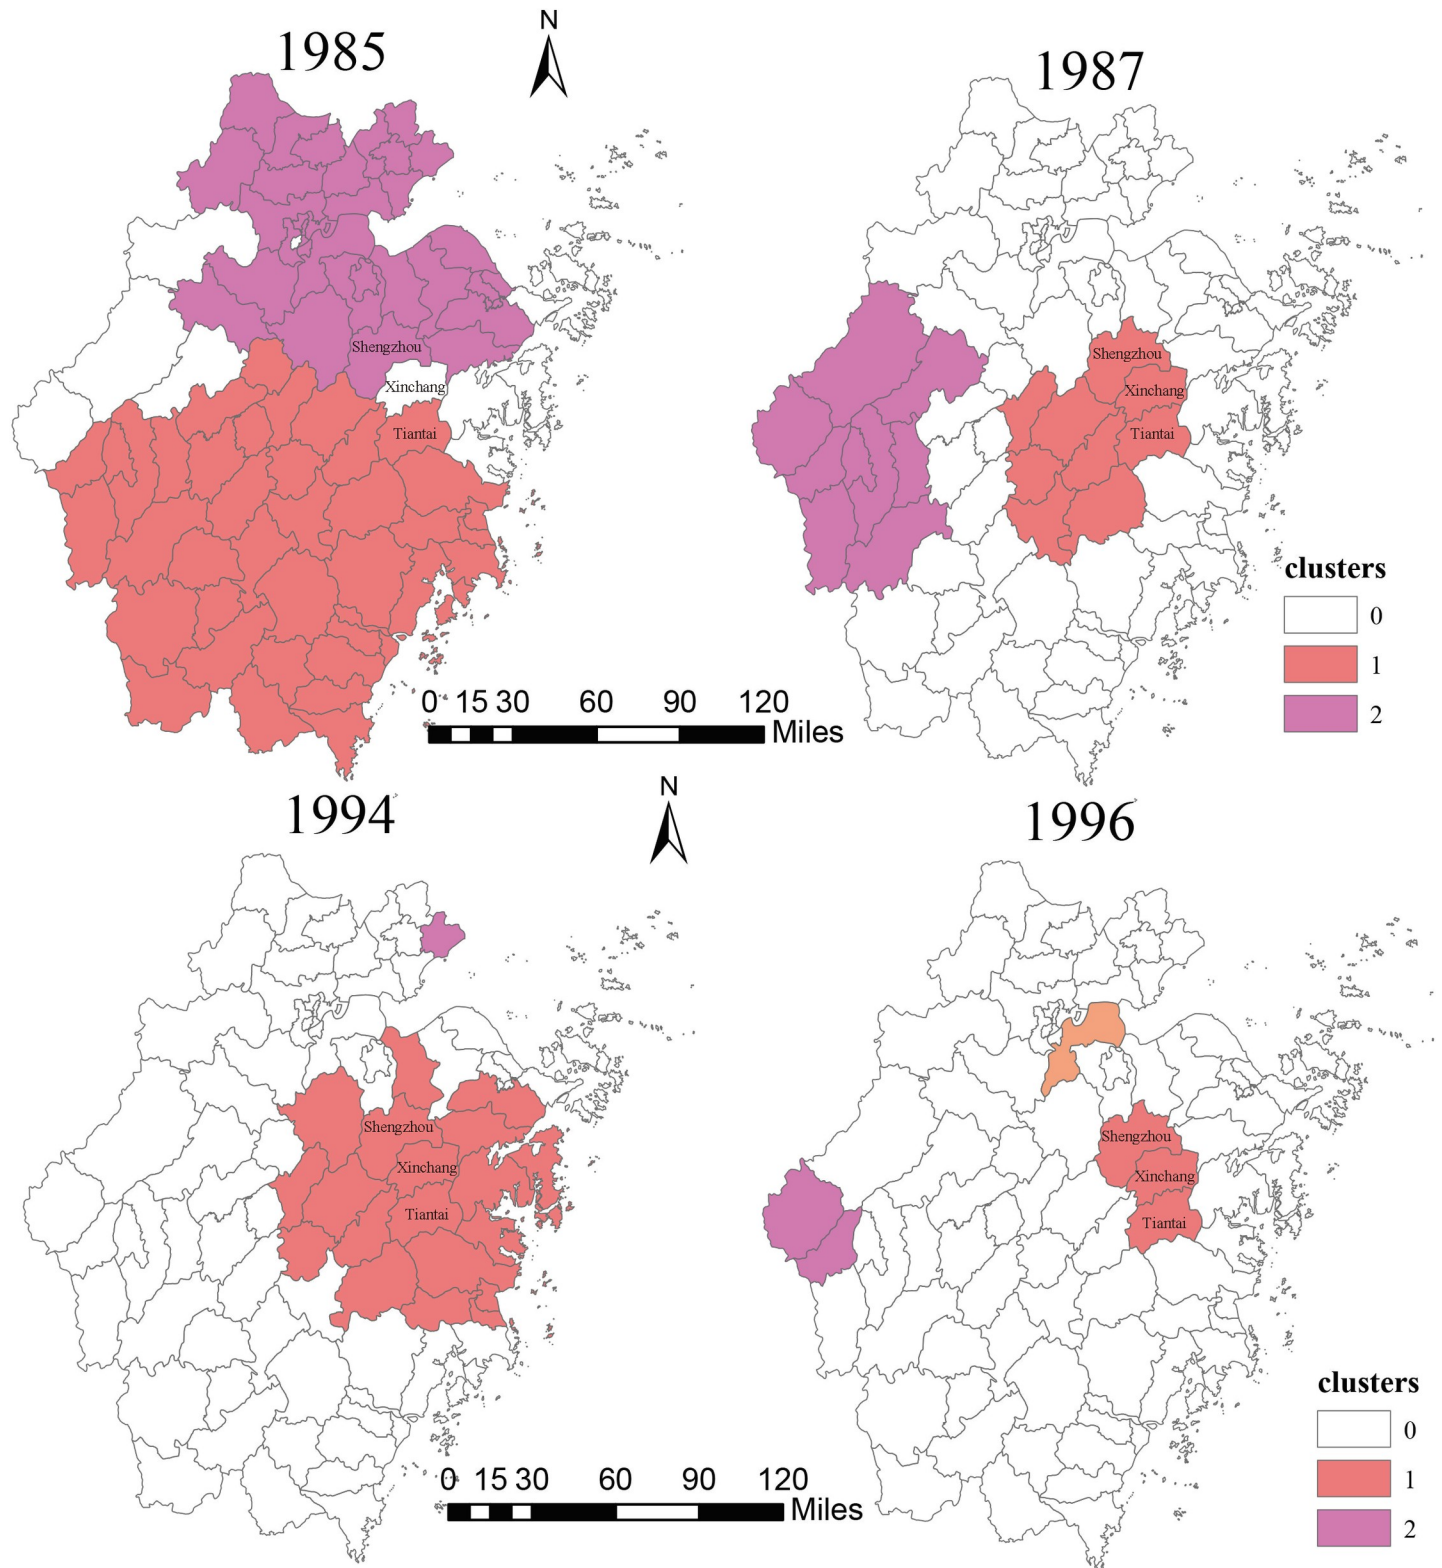 1985
N
1987
Shengzhou
Xinchang
Tiantai
Shengzhou
Xinchang
Tiantai
clusters
0
1
2
0 15 30 60 90 120
Miles
1994
N
1996
Shengzhou
Xinchang
Tiantai
Shengzhou
Xinchang
Tiantai
clusters
0
1
2
0 15 30 60 90 120
Miles